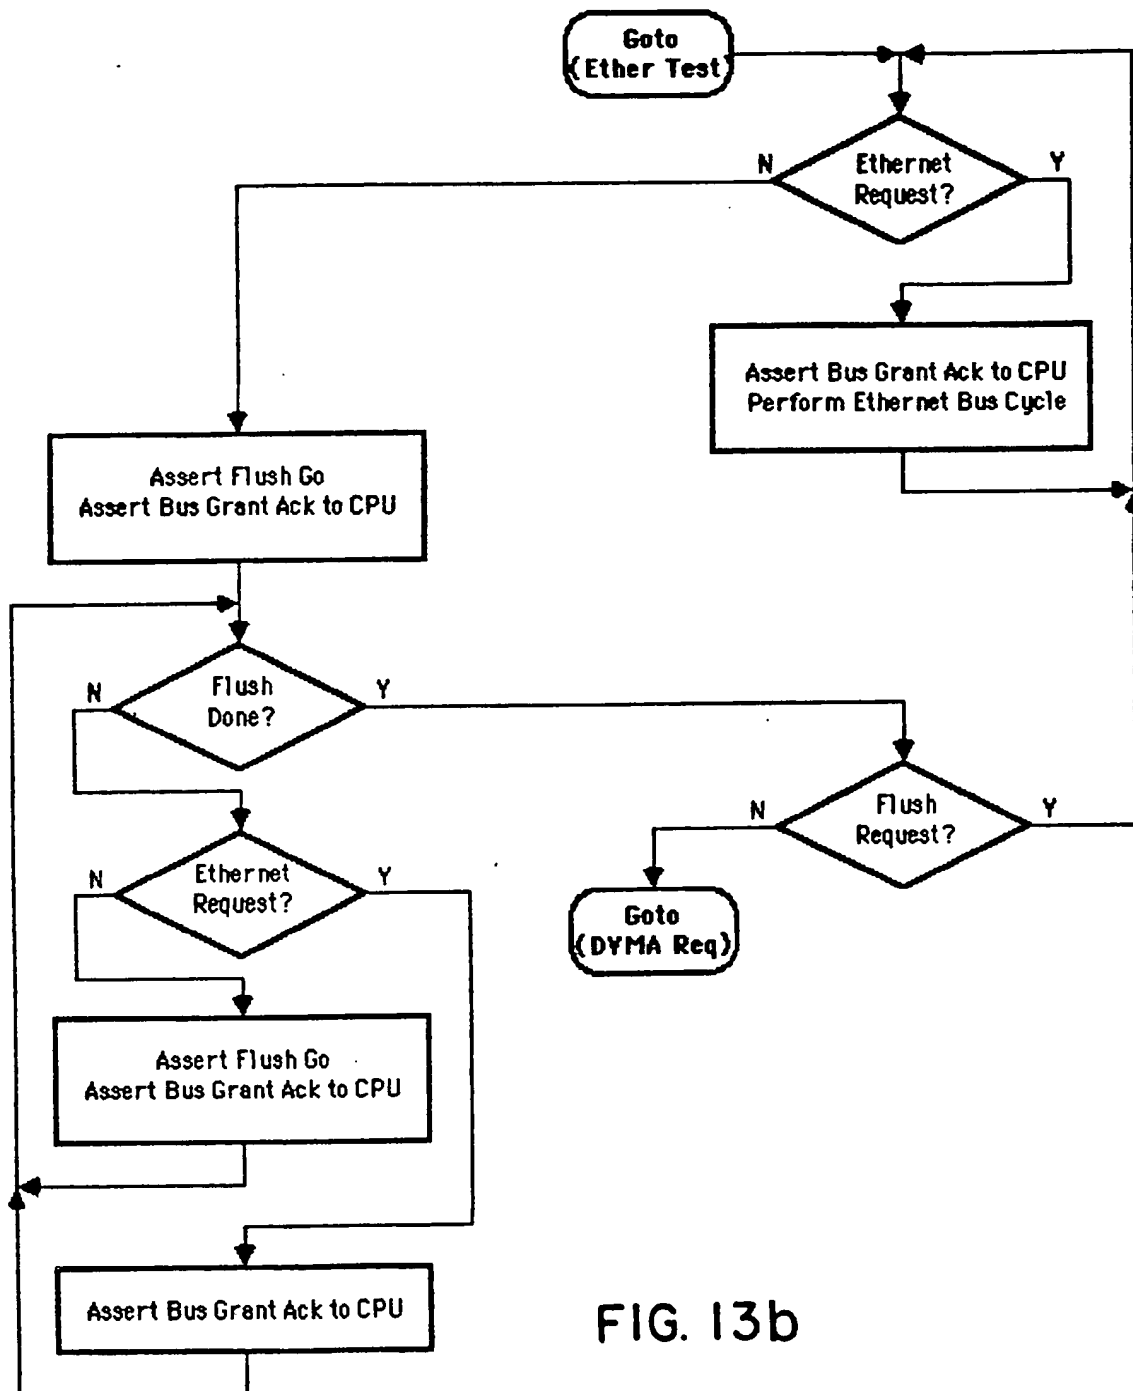 Goto
(Ether Test)
Ethernet
Request?
N
Y
Assert Bus Grant Ack to CPU
Perform Ethernet Bus Cycle
Assert Flush Go
Assert Bus Grant Ack to CPU
Flush
Done?
N
Y
Flush
Request?
N
Y
Ethernet
Request?
N
Y
Goto
(DYMA Req)
Assert Flush Go
Assert Bus Grant Ack to CPU
Assert Bus Grant Ack to CPU
FIG. 13b